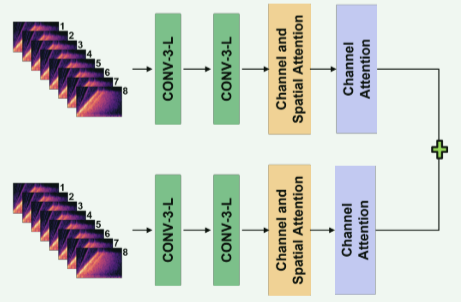 1
2
3
4
5
6
7
8
CONV-3-L
CONV-3-L
Channel and
Spatial Attention
Channel
Attention
1
2
3
4
5
6
7
8
CONV-3-L
CONV-3-L
Channel and
Spatial Attention
Channel
Attention